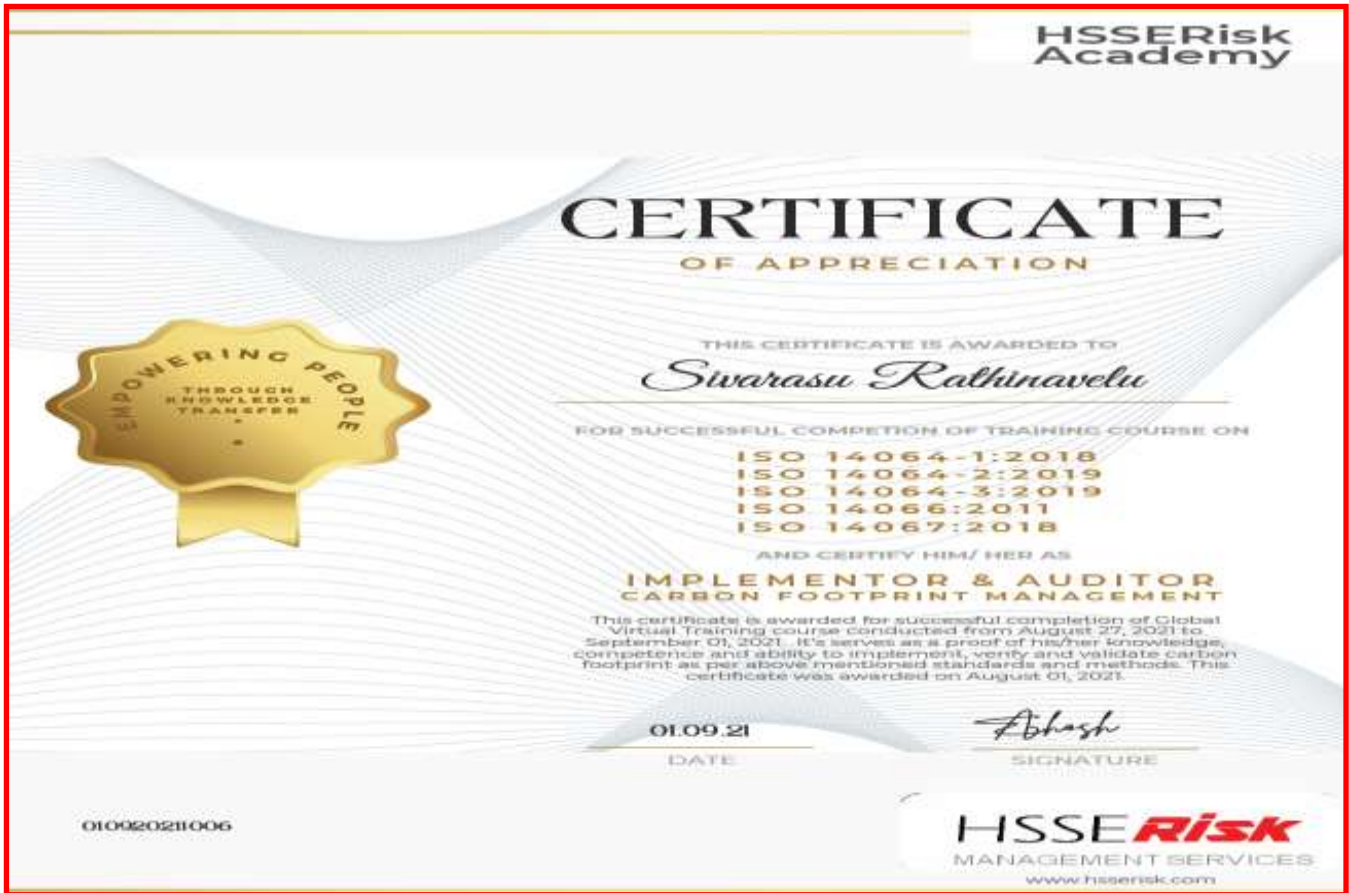 HSSERisk
Academy
CERTIFICATE
OF APPRECIATION
THIS CERTIFICATE IS AWARDED TO
Sivarasu Rathinavelu
FOR SUCCESSFUL COMPETION OF TRAINING COURSE ON
ISO 14064-1:2018
ISO 14064-2:2019
ISO 14064-3:2019
ISO 14066:2011
ISO 14067:2018
AND CERTIFY HIM/ HER AS
IMPLEMENTOR & AUDITOR
CARBON FOOTPRINT MANAGEMENT
This certificate is awarded for successful completion of Global
Virtual Training course conducted from August 27, 2021 to
September 01, 2021. It's serves as a proof of his/her knowledge,
competence and ability to implement, verify and validate carbon
footprint as per above mentioned standards and methods. This
certificate was awarded on August 01, 2021.
EMPOWERING PEOPLE
THROUGH
KNOWLEDGE
TRANSFER
01.09.21
Abhash
DATE
SIGNATURE
010920211006
HSSERisk
MANAGEMENT SERVICES
www.hsserisk.com